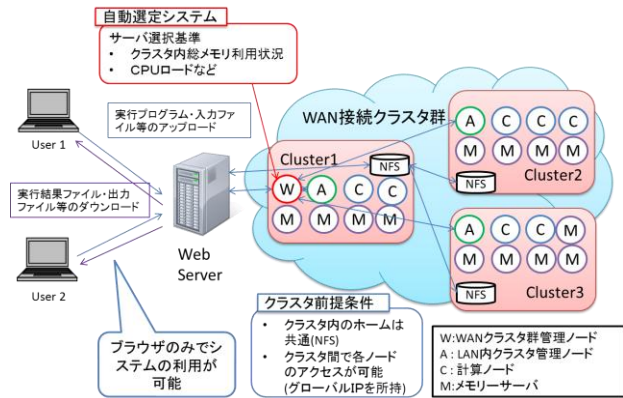 自動選定システム
サーバ選択基準
• クラスタ内総メモリ利用状況
• CPUロードなど
実行プログラム・入力ファ
イル等のアップロード
WAN接続クラスタ群
User 1
実行結果ファイル・出力
ファイル等のダウンロード
User 2
Web
Server
Cluster1
NFS
W A C C
M M M M
A C C C
M M M M
NFS
Cluster2
A C C M
M M M M
NFS
Cluster3
ブラウザのみでシ
ステムの利用が
可能
クラスタ前提条件
• クラスタ内のホームは
共通(NFS)
• クラスタ間で各ノード
のアクセスが可能
(グローバルIPを所持)
W:WANクラスタ群管理ノード
A : LAN内クラスタ管理ノード
C : 計算ノード
M:メモリーサーバ